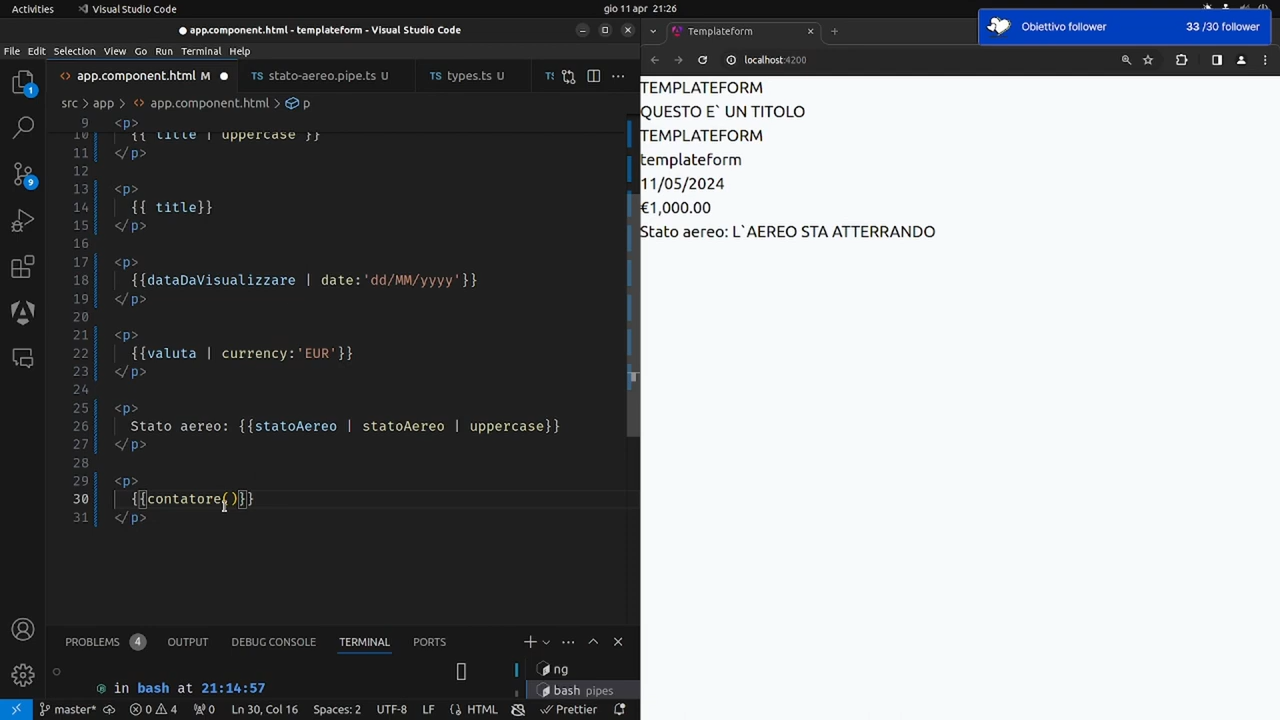 Activities
Visual Studio Code
gio 11 apr 21:26
app.component.html - templateform - Visual Studio Code
File Edit Selection View Go Run Terminal Help
app.component.html M
stato-aereo.pipe.ts U
types.ts U
src > app > app.component.html > p
9 <p>
10 {{ title | uppercase }}
11 </p>
12
13 <p>
14 {{ title}}
15 </p>
16
17 <p>
18 {{dataDaVisualizzare | date:'dd/MM/yyyy'}}
19 </p>
20
21 <p>
22 {{valuta | currency:'EUR'}}
23 </p>
24
25 <p>
26 Stato aereo: {{statoAereo | statoAereo | uppercase}}
27 </p>
28
29 <p>
30 {{contatore()}}
31 </p>
1
9
PROBLEMS 4 OUTPUT DEBUG CONSOLE TERMINAL PORTS
in bash at 21:14:57
ng
bash pipes
master* 0 4 0 Ln 30, Col 16 Spaces: 2 UTF-8 LF HTML Prettier
Templateform
Obiettivo follower 33 /30 follower
localhost:4200
TEMPLATEFORM
QUESTO E` UN TITOLO
TEMPLATEFORM
templateform
11/05/2024
€1,000.00
Stato aereo: L`AEREO STA ATTERRANDO